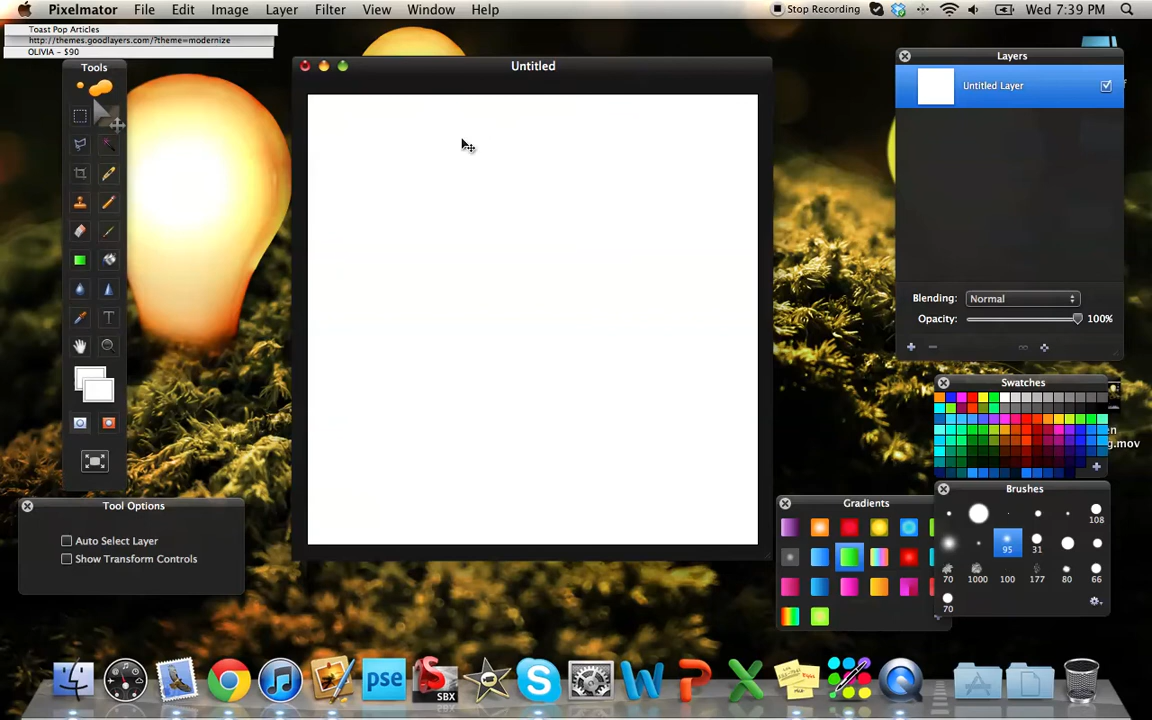 Pixelmator File Edit Image Layer Filter View Window Help Stop Recording Wed 7:39 PM
Toast Pop Articles
http://themes.goodlayers.com/?theme=modernize
OLIVIA - $90
Tools
Untitled
Layers
Untitled Layer
Blending: Normal
Opacity: 100%
Swatches
en
g.mov
Tool Options
Auto Select Layer
Show Transform Controls
Gradients
Brushes
108
95 31
70 1000 100 177 80 66
70
pse
SBX